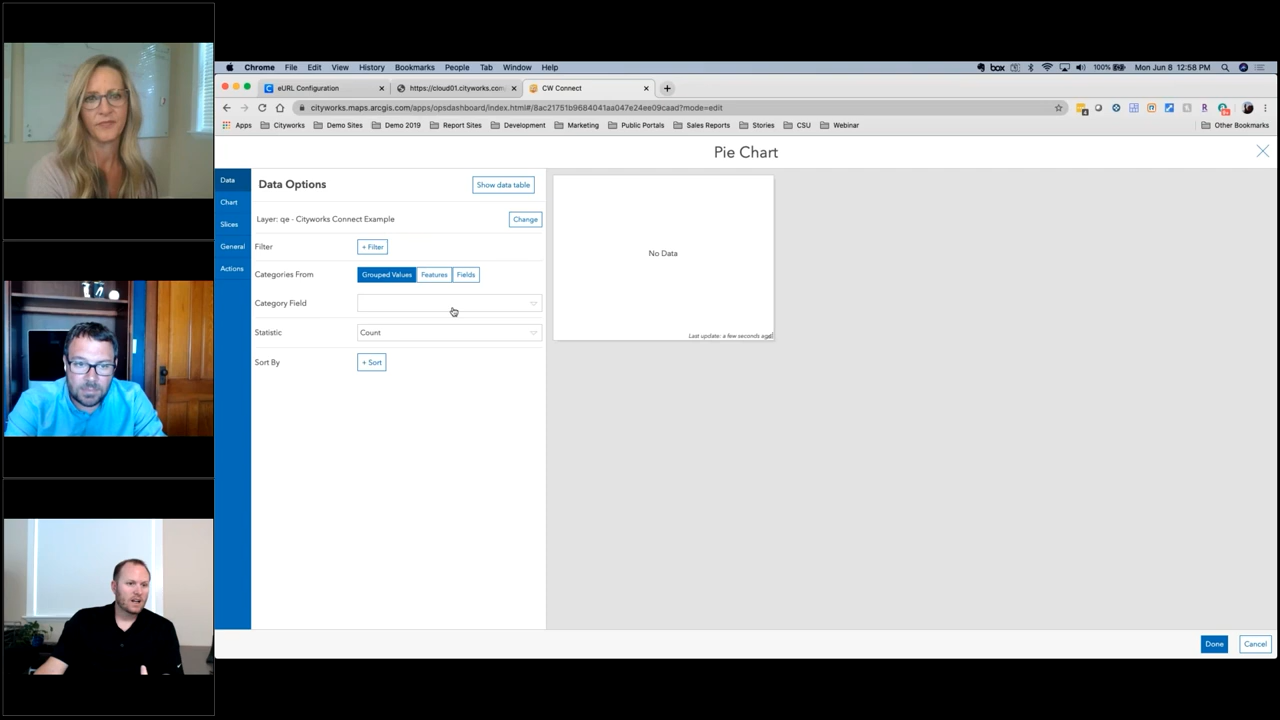 Chrome File Edit View History Bookmarks People Tab Window Help box 100% Mon Jun 8 12:58 PM
eURL Configuration https://cloud01.cityworks.com CW Connect
cityworks.maps.arcgis.com/apps/opsdashboard/index.html#/8ac21751b9684041aa047e24ee09caad?mode=edit
Apps Cityworks Demo Sites Demo 2019 Report Sites Development Marketing Public Portals Sales Reports Stories CSU Webinar Other Bookmarks
Pie Chart
Data
Chart
Slices
General
Actions
Data Options Show data table
Layer: qe - Cityworks Connect Example Change
Filter + Filter
Categories From Grouped Values Features Fields
Category Field
Statistic Count
Sort By + Sort
No Data
Last update: a few seconds ago
Done Cancel